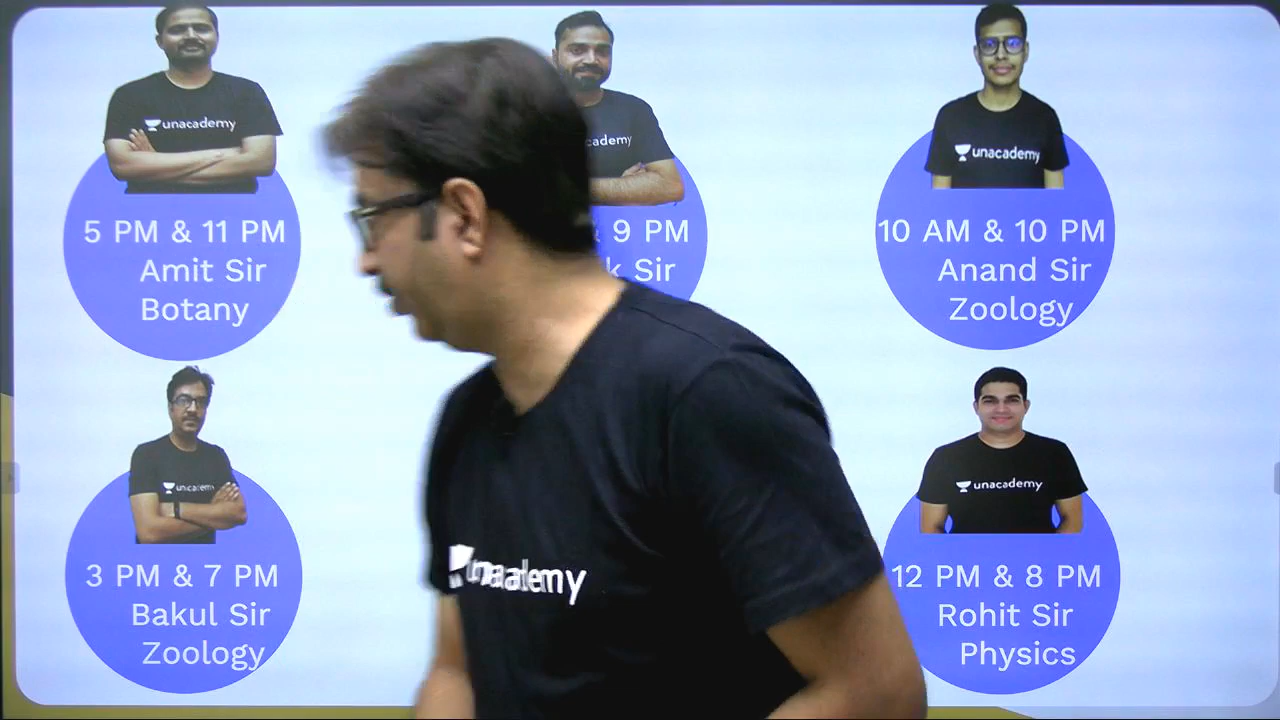 unacademy
5 PM & 11 PM
Amit Sir
Botany
9 PM
Sir
unacademy
10 AM & 10 PM
Anand Sir
Zoology
unacademy
3 PM & 7 PM
Bakul Sir
Zoology
unacademy
unacademy
12 PM & 8 PM
Rohit Sir
Physics